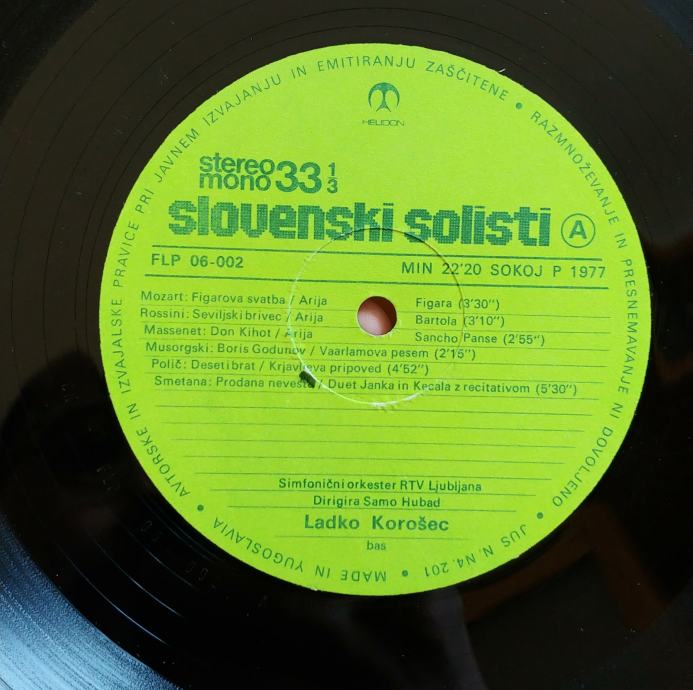 AVTORSKE IN IZVAJALSKE PRAVICE PRI JAVNEM IZVAJANJU IN EMITIRANJU ZAŠČITENE • RAZMNOŽEVANJE IN PRESNEMAVANJE NI DOVOLJENO • JUS N. N4. 201 • MADE IN YUGOSLAVIA •
HELIDON
stereo
mono 33 1/3
slovenski solisti A
FLP 06-002 MIN 22'20 SOKOJ P 1977
Mozart: Figarova svatba / Arija Figara (3'30")
Rossini: Seviljski brivec / Arija Bartola (3'10")
Massenet: Don Kihot / Arija Sancho Panse (2'55")
Musorgski: Boris Godunov / Vaarlamova pesem (2'15")
Polič: Deseti brat / Krjavljeva pripoved (4'52")
Smetana: Prodana nevesta / Duet Janka in Kecala z recitativom (5'30")
Simfonični orkester RTV Ljubljana
Dirigira Samo Hubad
Ladko Korošec
bas